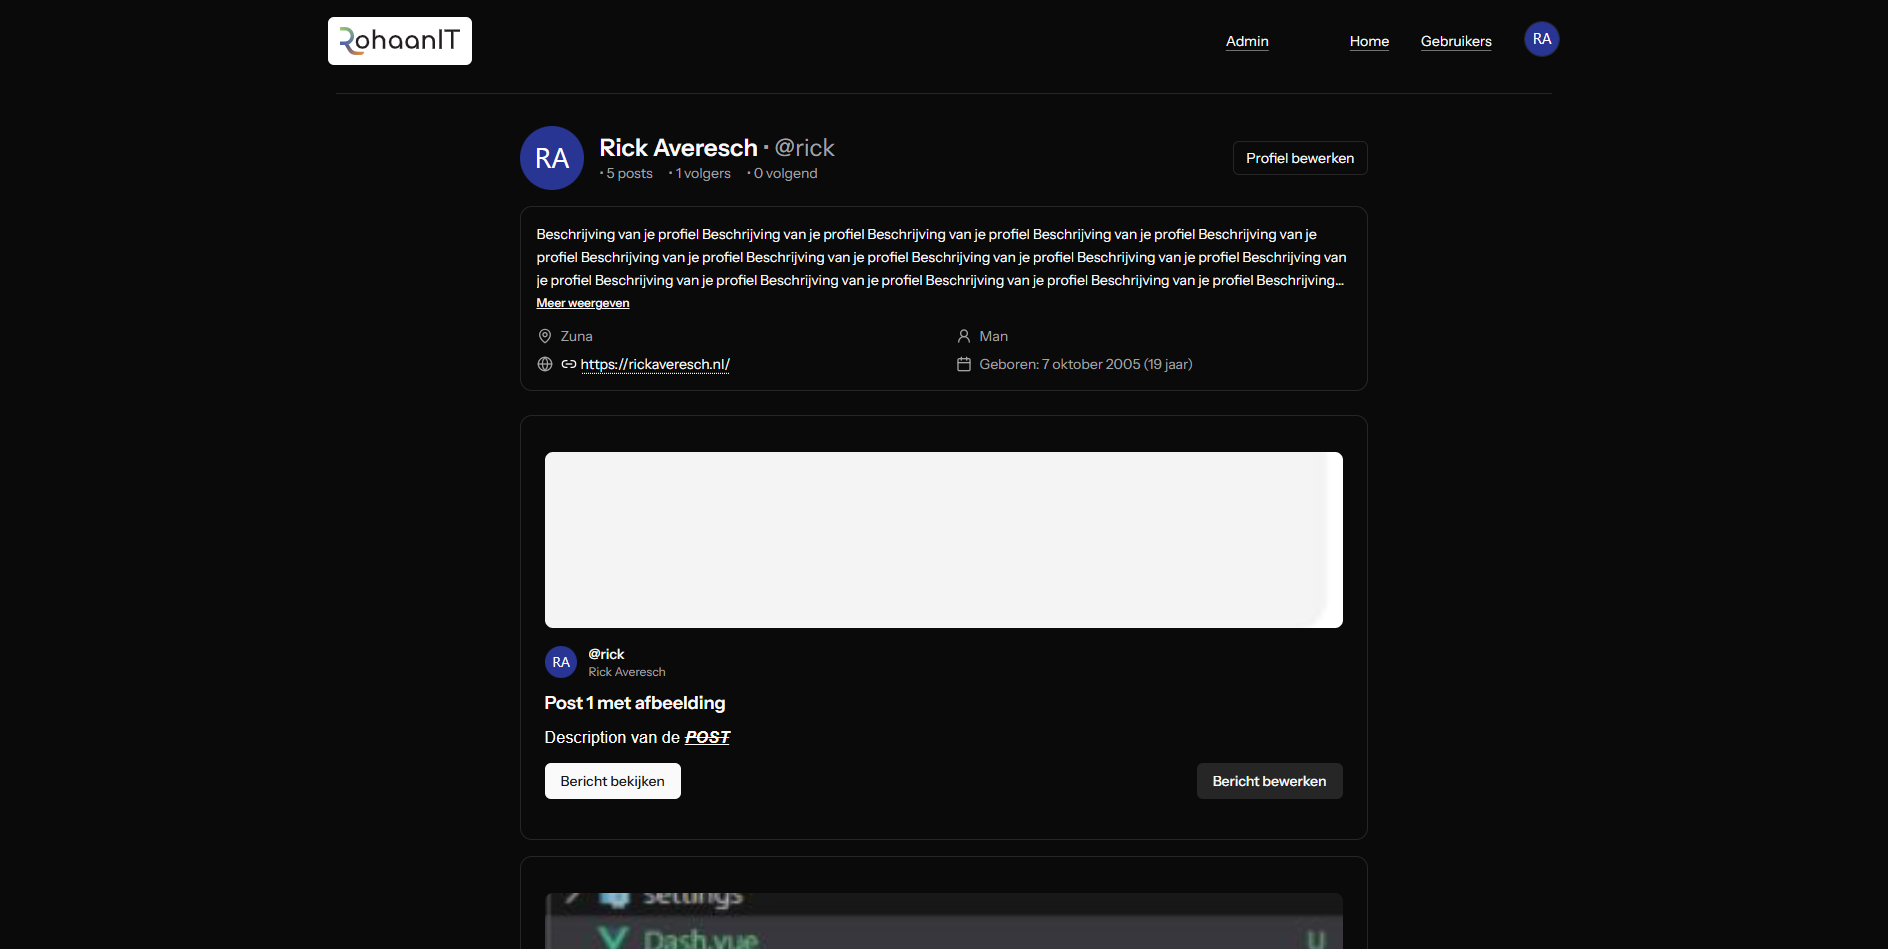 RohaanIT
Admin Home Gebruikers RA
RA
Rick Averesch · @rick
• 5 posts • 1 volgers • 0 volgend
Profiel bewerken
Beschrijving van je profiel Beschrijving van je profiel Beschrijving van je profiel Beschrijving van je profiel Beschrijving van je
profiel Beschrijving van je profiel Beschrijving van je profiel Beschrijving van je profiel Beschrijving van je profiel Beschrijving van
je profiel Beschrijving van je profiel Beschrijving van je profiel Beschrijving van je profiel Beschrijving van je profiel Beschrijving...
Meer weergeven
Zuna
Man
https://rickaveresch.nl/
Geboren: 7 oktober 2005 (19 jaar)
RA
@rick
Rick Averesch
Post 1 met afbeelding
Description van de POST
Bericht bekijken
Bericht bewerken
settings
Dash.vue U